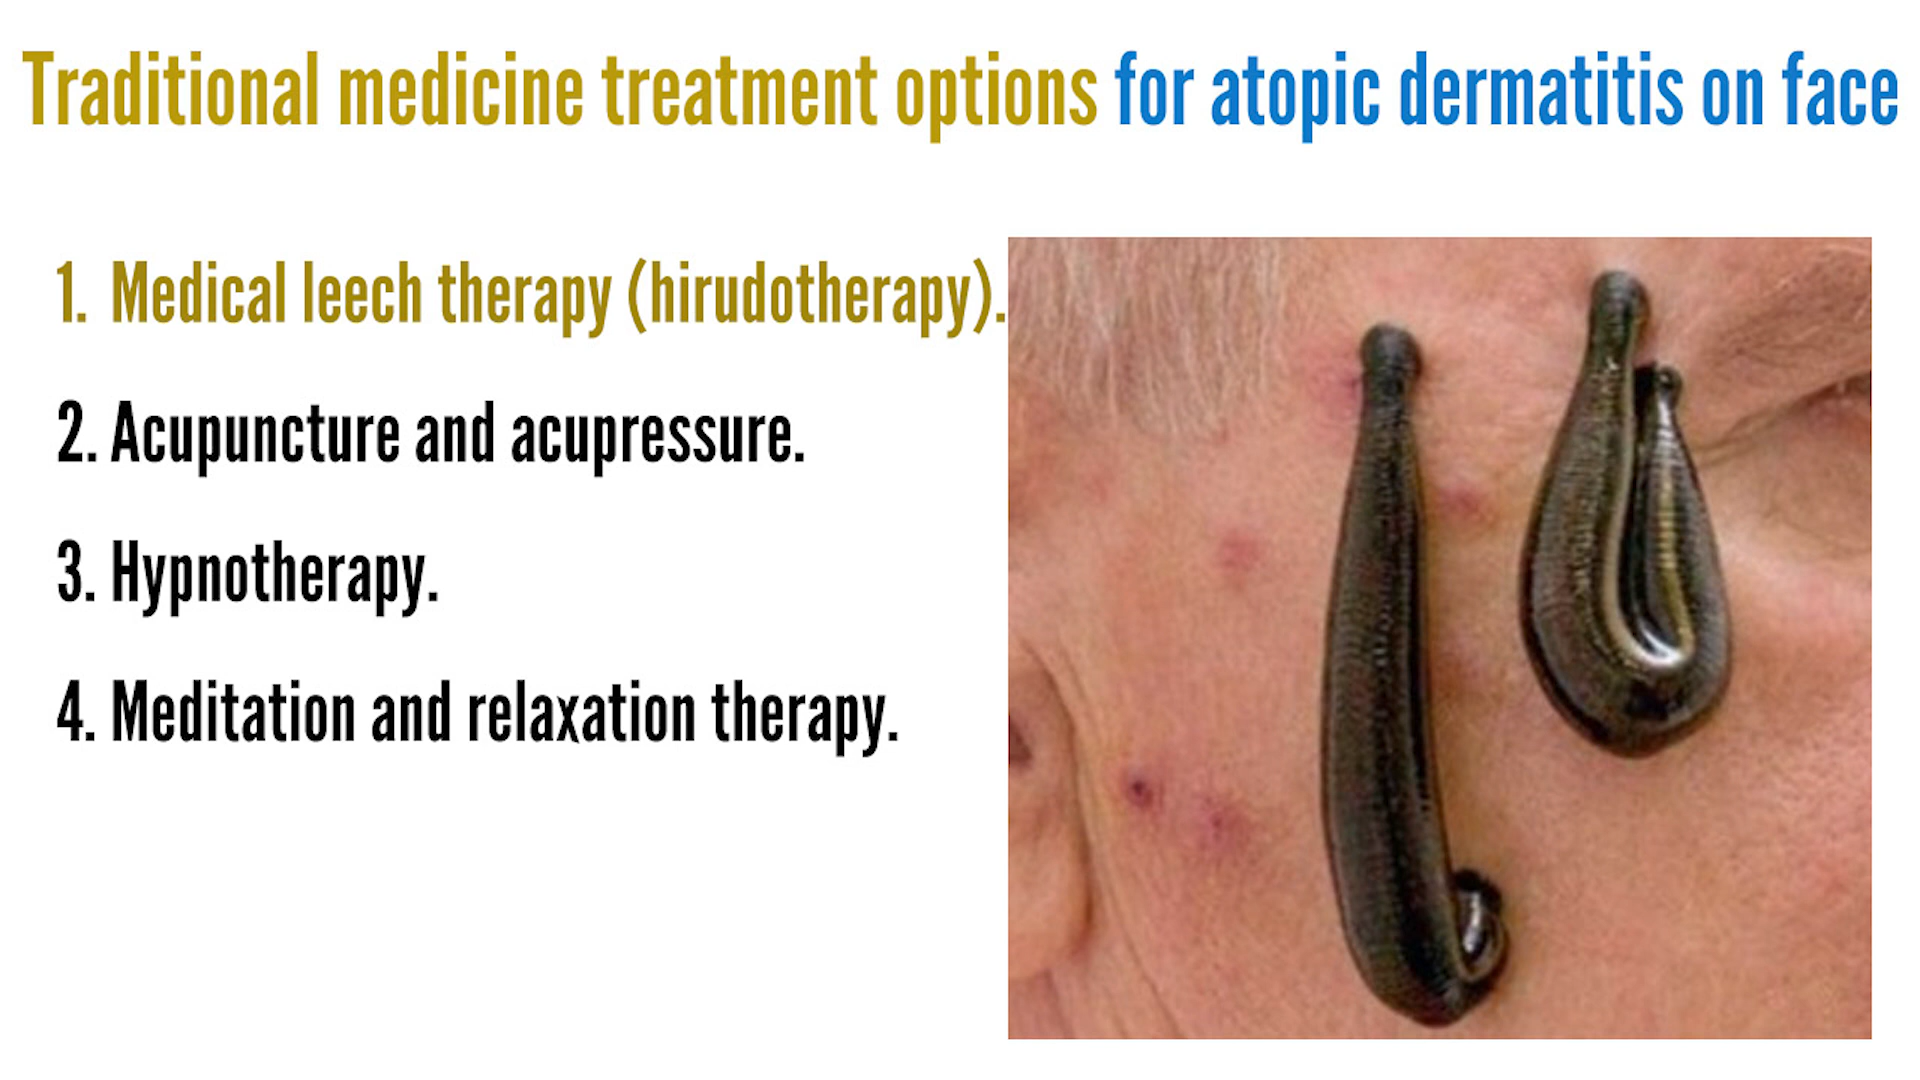 Traditional medicine treatment options for atopic dermatitis on face
1. Medical leech therapy (hirudotherapy).
2. Acupuncture and acupressure.
3. Hypnotherapy.
4. Meditation and relaxation therapy.